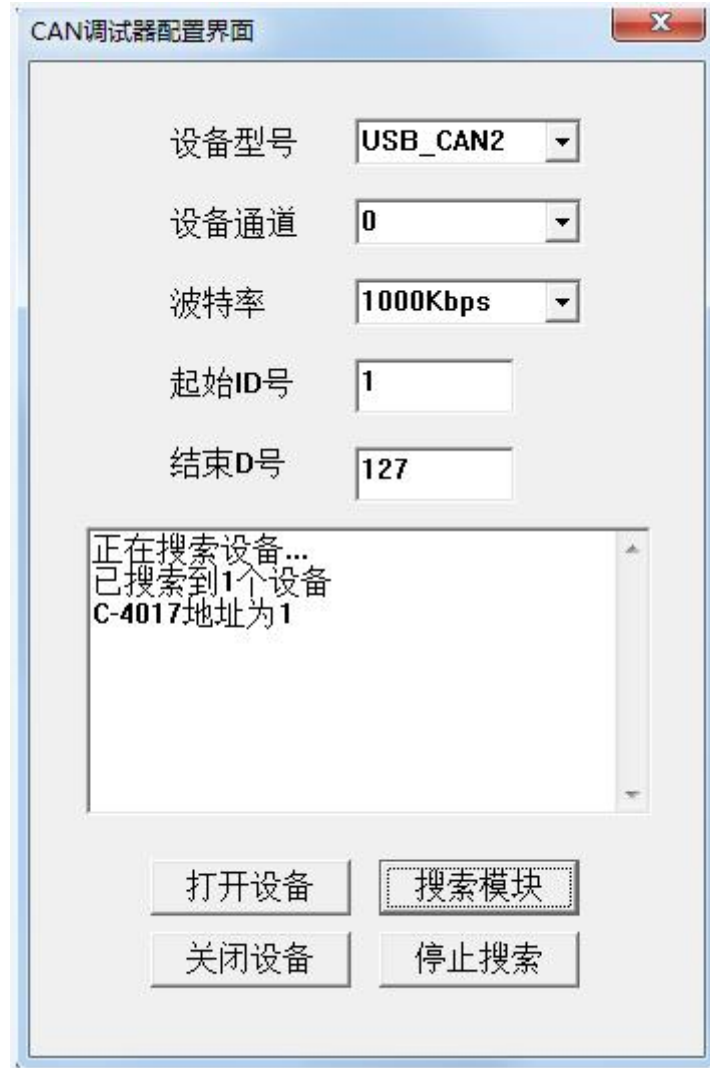 CAN调试器配置界面
设备型号 USB_CAN2
设备通道 0
波特率 1000Kbps
起始ID号 1
结束D号 127
正在搜索设备...
已搜索到1个设备
C-4017地址为1
打开设备 搜索模块
关闭设备 停止搜索